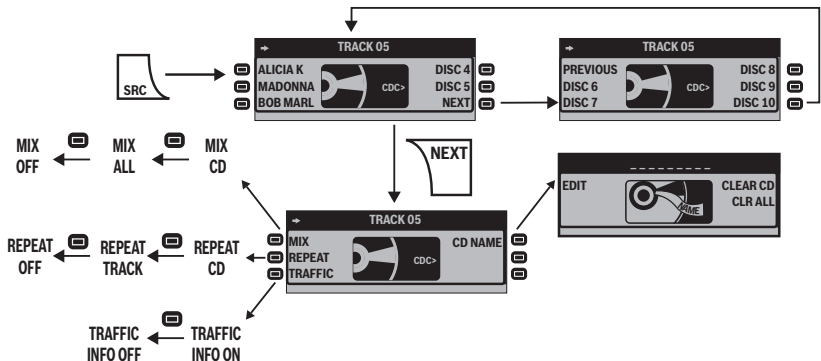 SRC
TRACK 05
ALICIA K
MADONNA
BOB MARL
CDC>
DISC 4
DISC 5
NEXT
TRACK 05
PREVIOUS
DISC 6
DISC 7
CDC>
DISC 8
DISC 9
DISC 10
NEXT
MIX
OFF
MIX
ALL
MIX
CD
EDIT
NAME
CLEAR CD
CLR ALL
TRACK 05
MIX
REPEAT
TRAFFIC
CDC>
CD NAME
REPEAT
OFF
REPEAT
TRACK
REPEAT
CD
TRAFFIC
INFO OFF
TRAFFIC
INFO ON